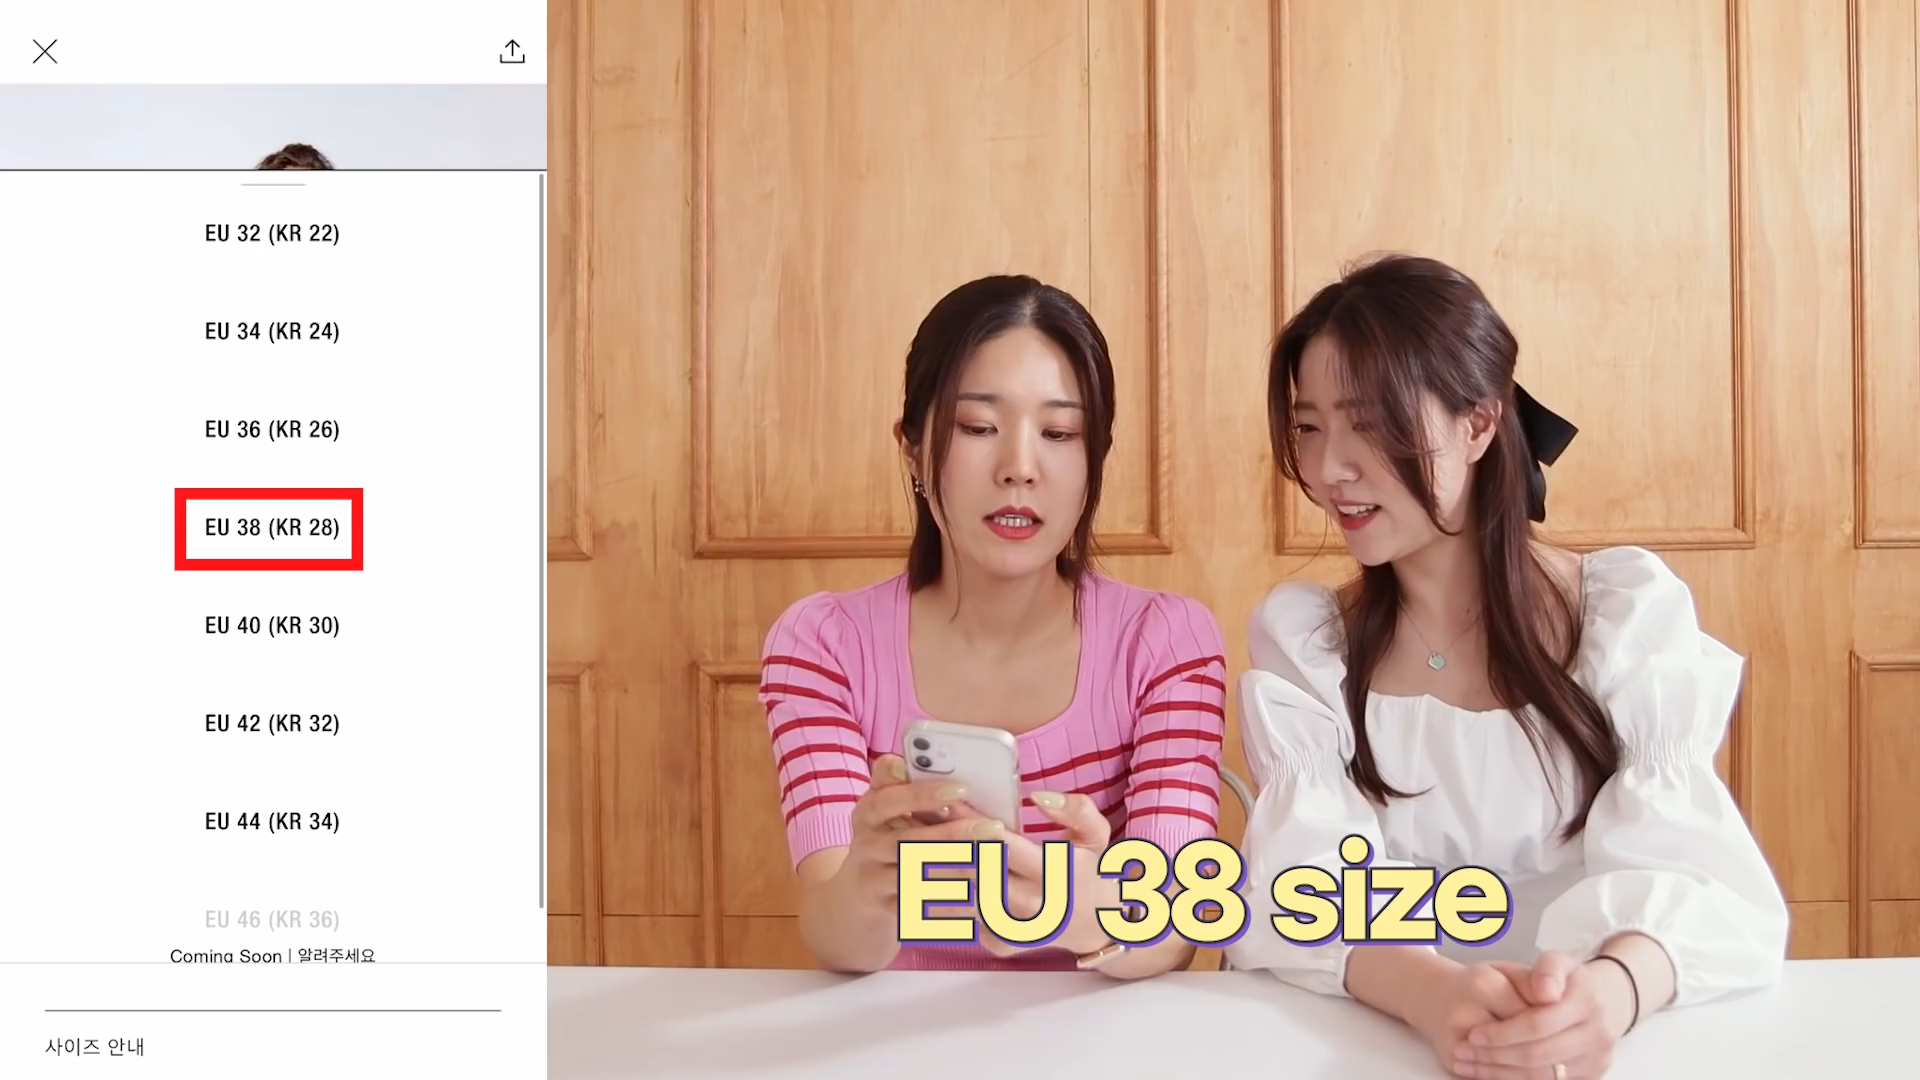 EU 32 (KR 22)
EU 34 (KR 24)
EU 36 (KR 26)
EU 38 (KR 28)
EU 40 (KR 30)
EU 42 (KR 32)
EU 44 (KR 34)
EU 46 (KR 36)
Coming Soon | 알려주세요
사이즈 안내
EU 38 size